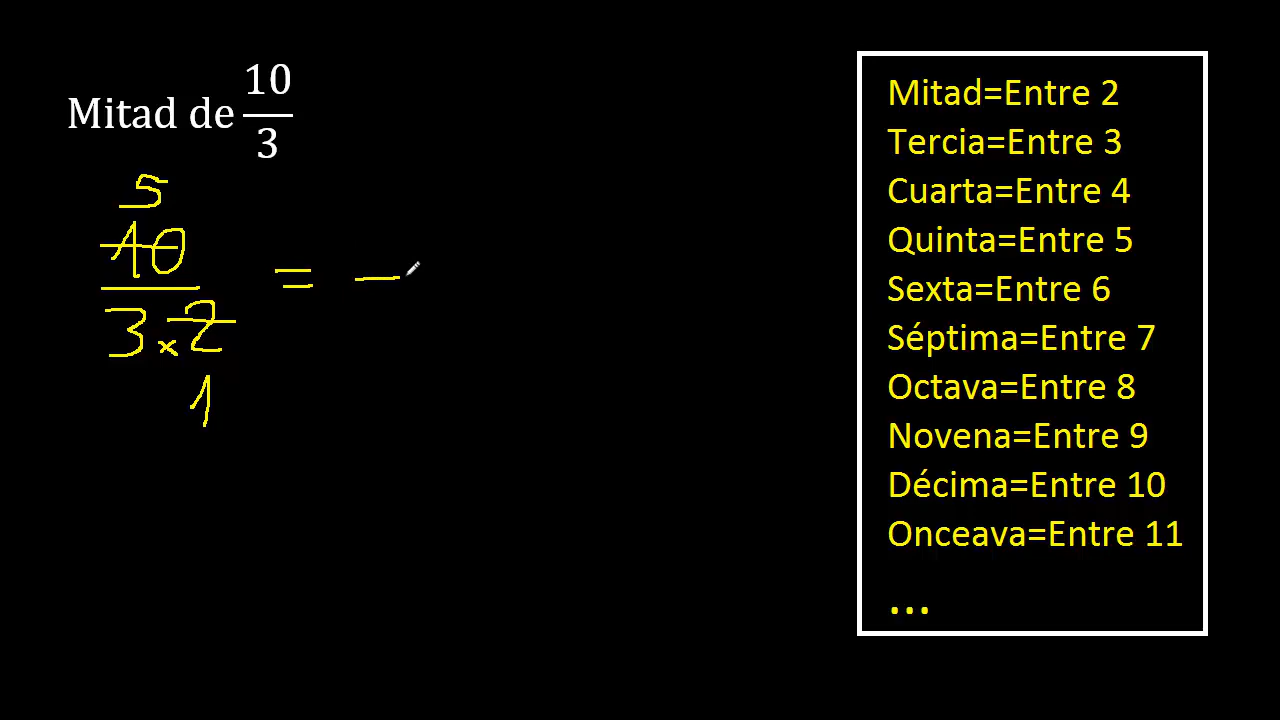 Mitad de 10/3
5
10
3 x 2 =
1
Mitad=Entre 2
Tercia=Entre 3
Cuarta=Entre 4
Quinta=Entre 5
Sexta=Entre 6
Séptima=Entre 7
Octava=Entre 8
Novena=Entre 9
Décima=Entre 10
Onceava=Entre 11
...